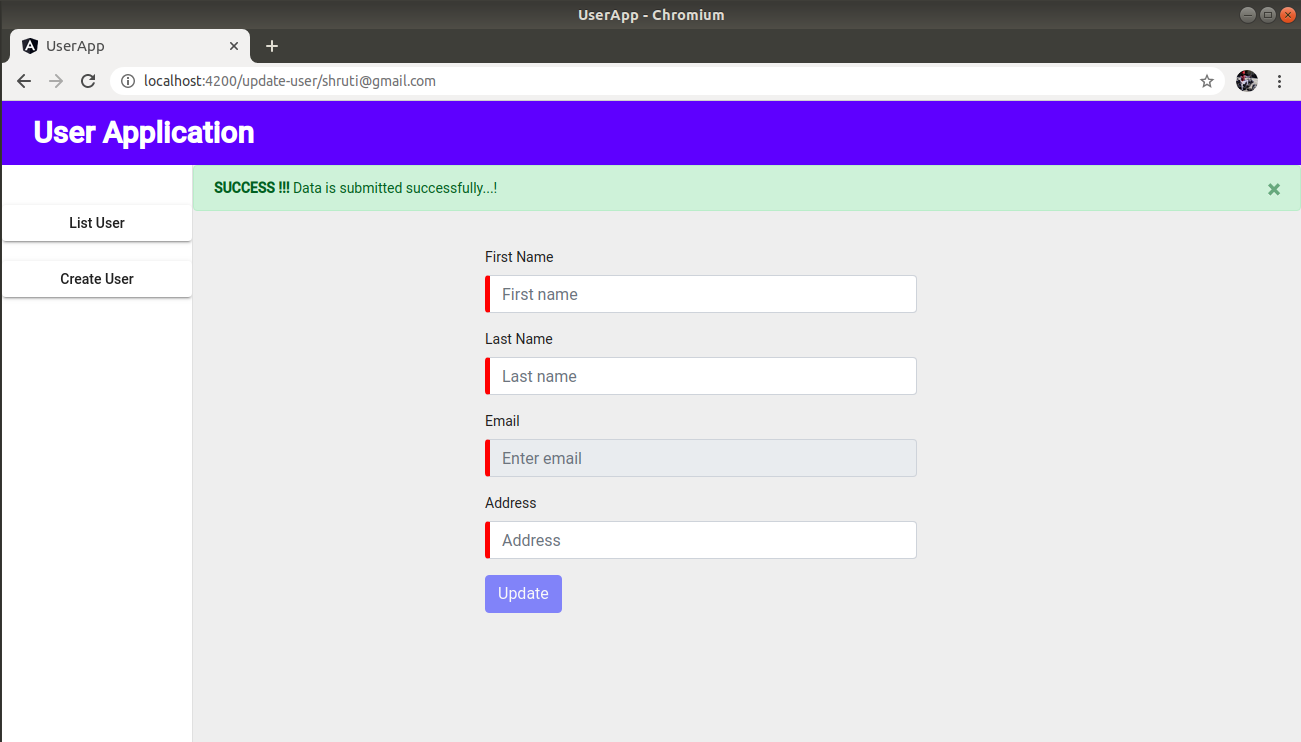 UserApp - Chromium
UserApp
localhost:4200/update-user/shruti@gmail.com
User Application
SUCCESS !!! Data is submitted successfully...!
List User
Create User
First Name
First name
Last Name
Last name
Email
Enter email
Address
Address
Update